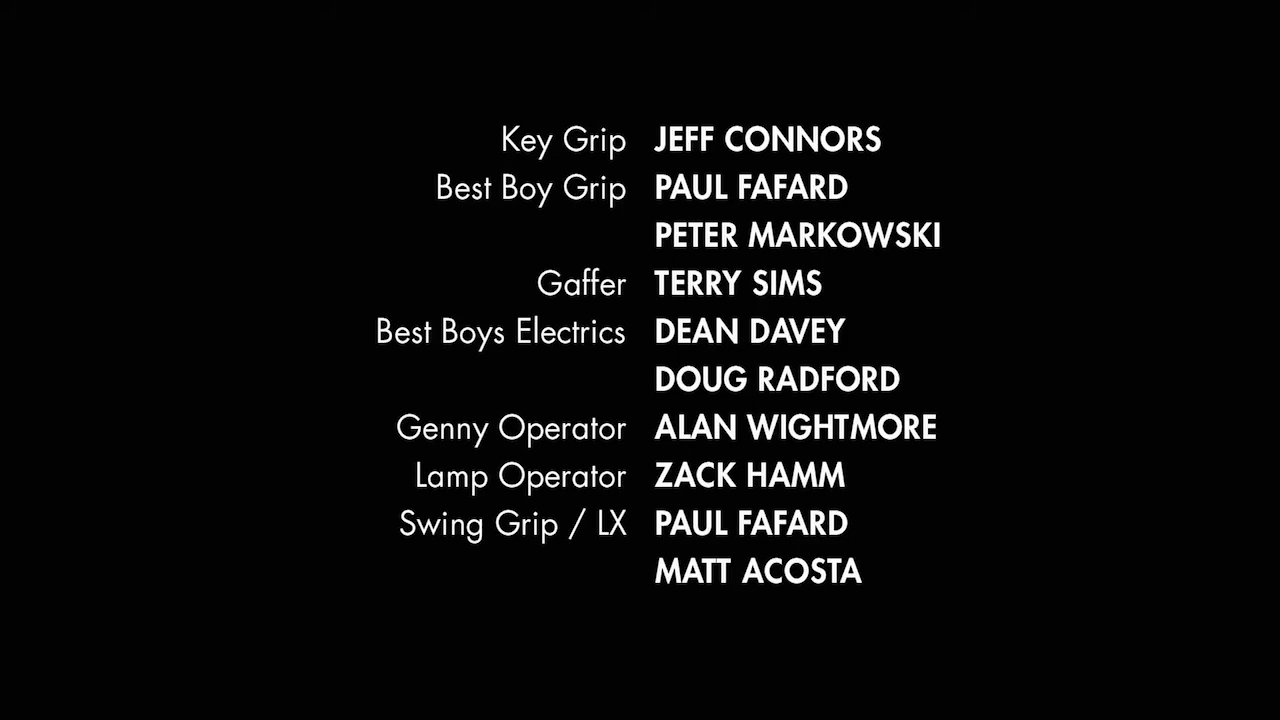 Key Grip JEFF CONNORS
Best Boy Grip PAUL FAFARD
PETER MARKOWSKI
Gaffer TERRY SIMS
Best Boys Electrics DEAN DAVEY
DOUG RADFORD
Genny Operator ALAN WIGHTMORE
Lamp Operator ZACK HAMM
Swing Grip / LX PAUL FAFARD
MATT ACOSTA